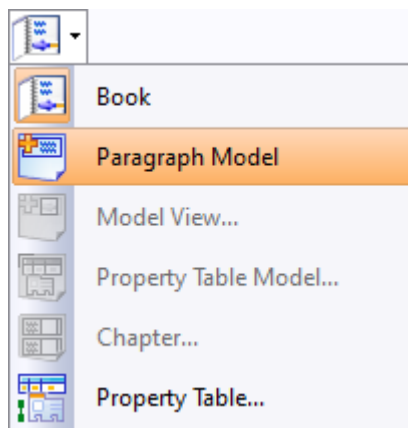 Book
Paragraph Model
Model View...
Property Table Model...
Chapter...
Property Table...